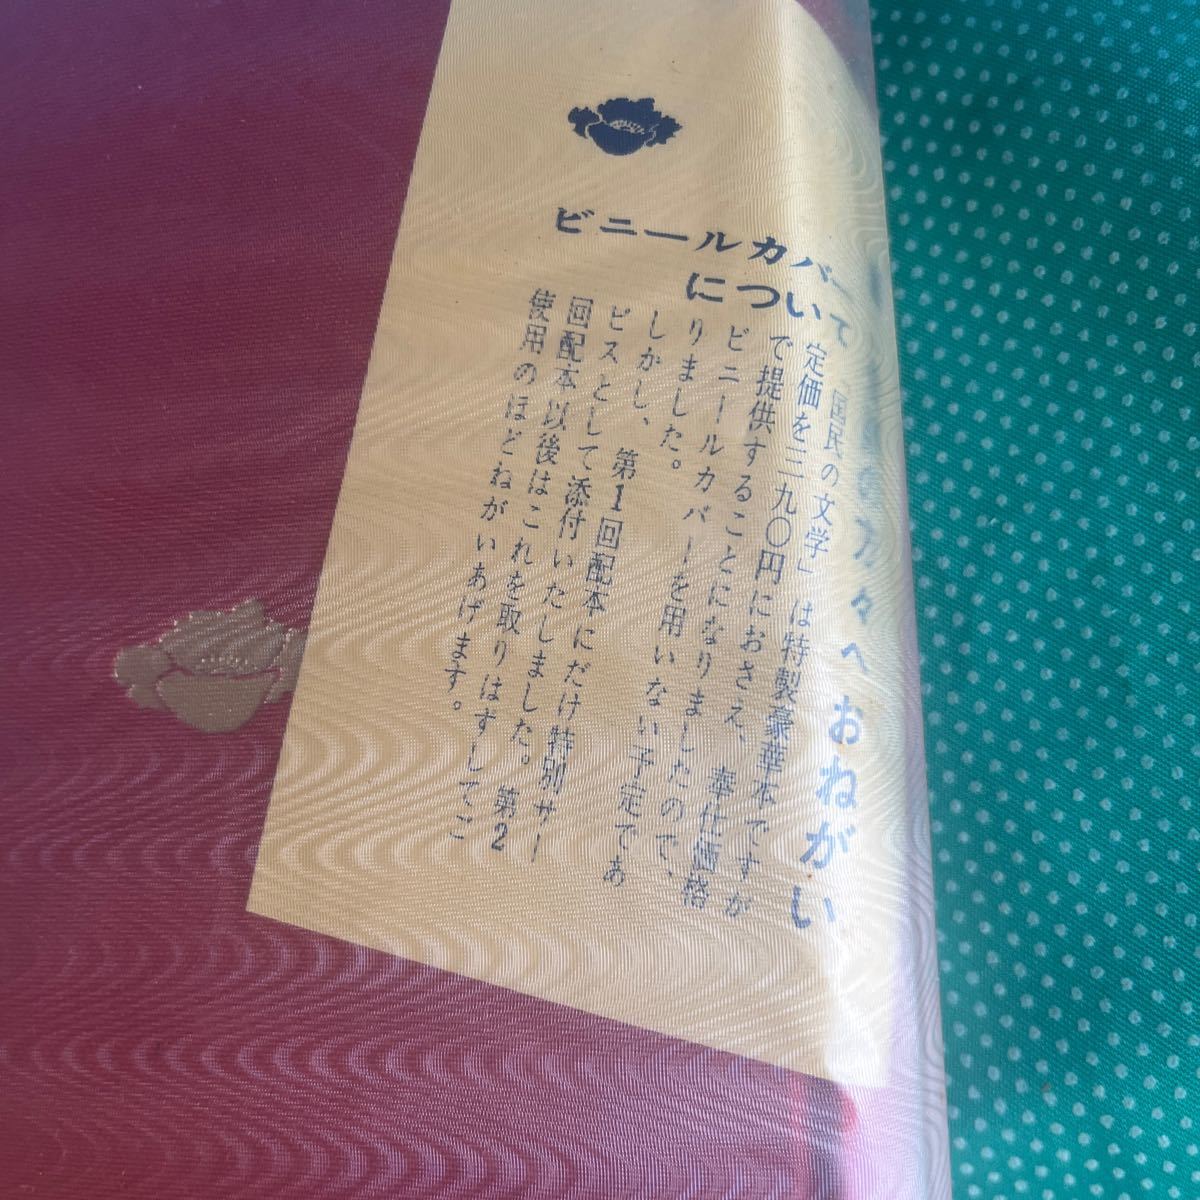 の方々へおねがい
ビニールカバー
について
「国民の文学」は特製豪華本ですが
定価を三九〇円におさえ、奉仕価格
で提供することになりましたので、
ビニールカバーを用いない予定であ
りました。
しかし、第1回配本にだけ特別サー
ビスとして添付いたしました。第2
回配本以後はこれを取りはずしてご
使用のほどねがいあげます。